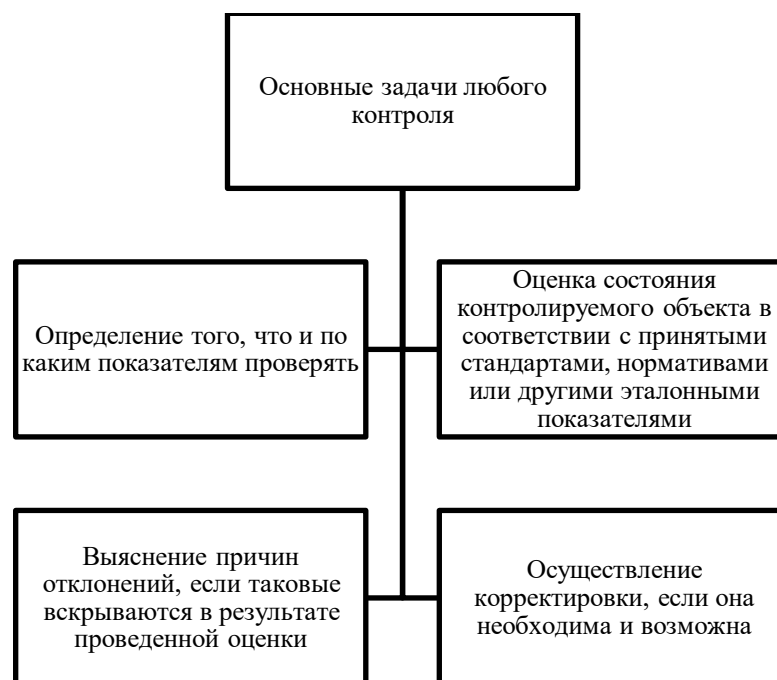 Основные задачи любого
контроля
Определение того, что и по
каким показателям проверять
Оценка состояния
контролируемого объекта в
соответствии с принятыми
стандартами, нормативами
или другими эталонными
показателями
Выяснение причин
отклонений, если таковые
вскрываются в результате
проведенной оценки
Осуществление
корректировки, если она
необходима и возможна